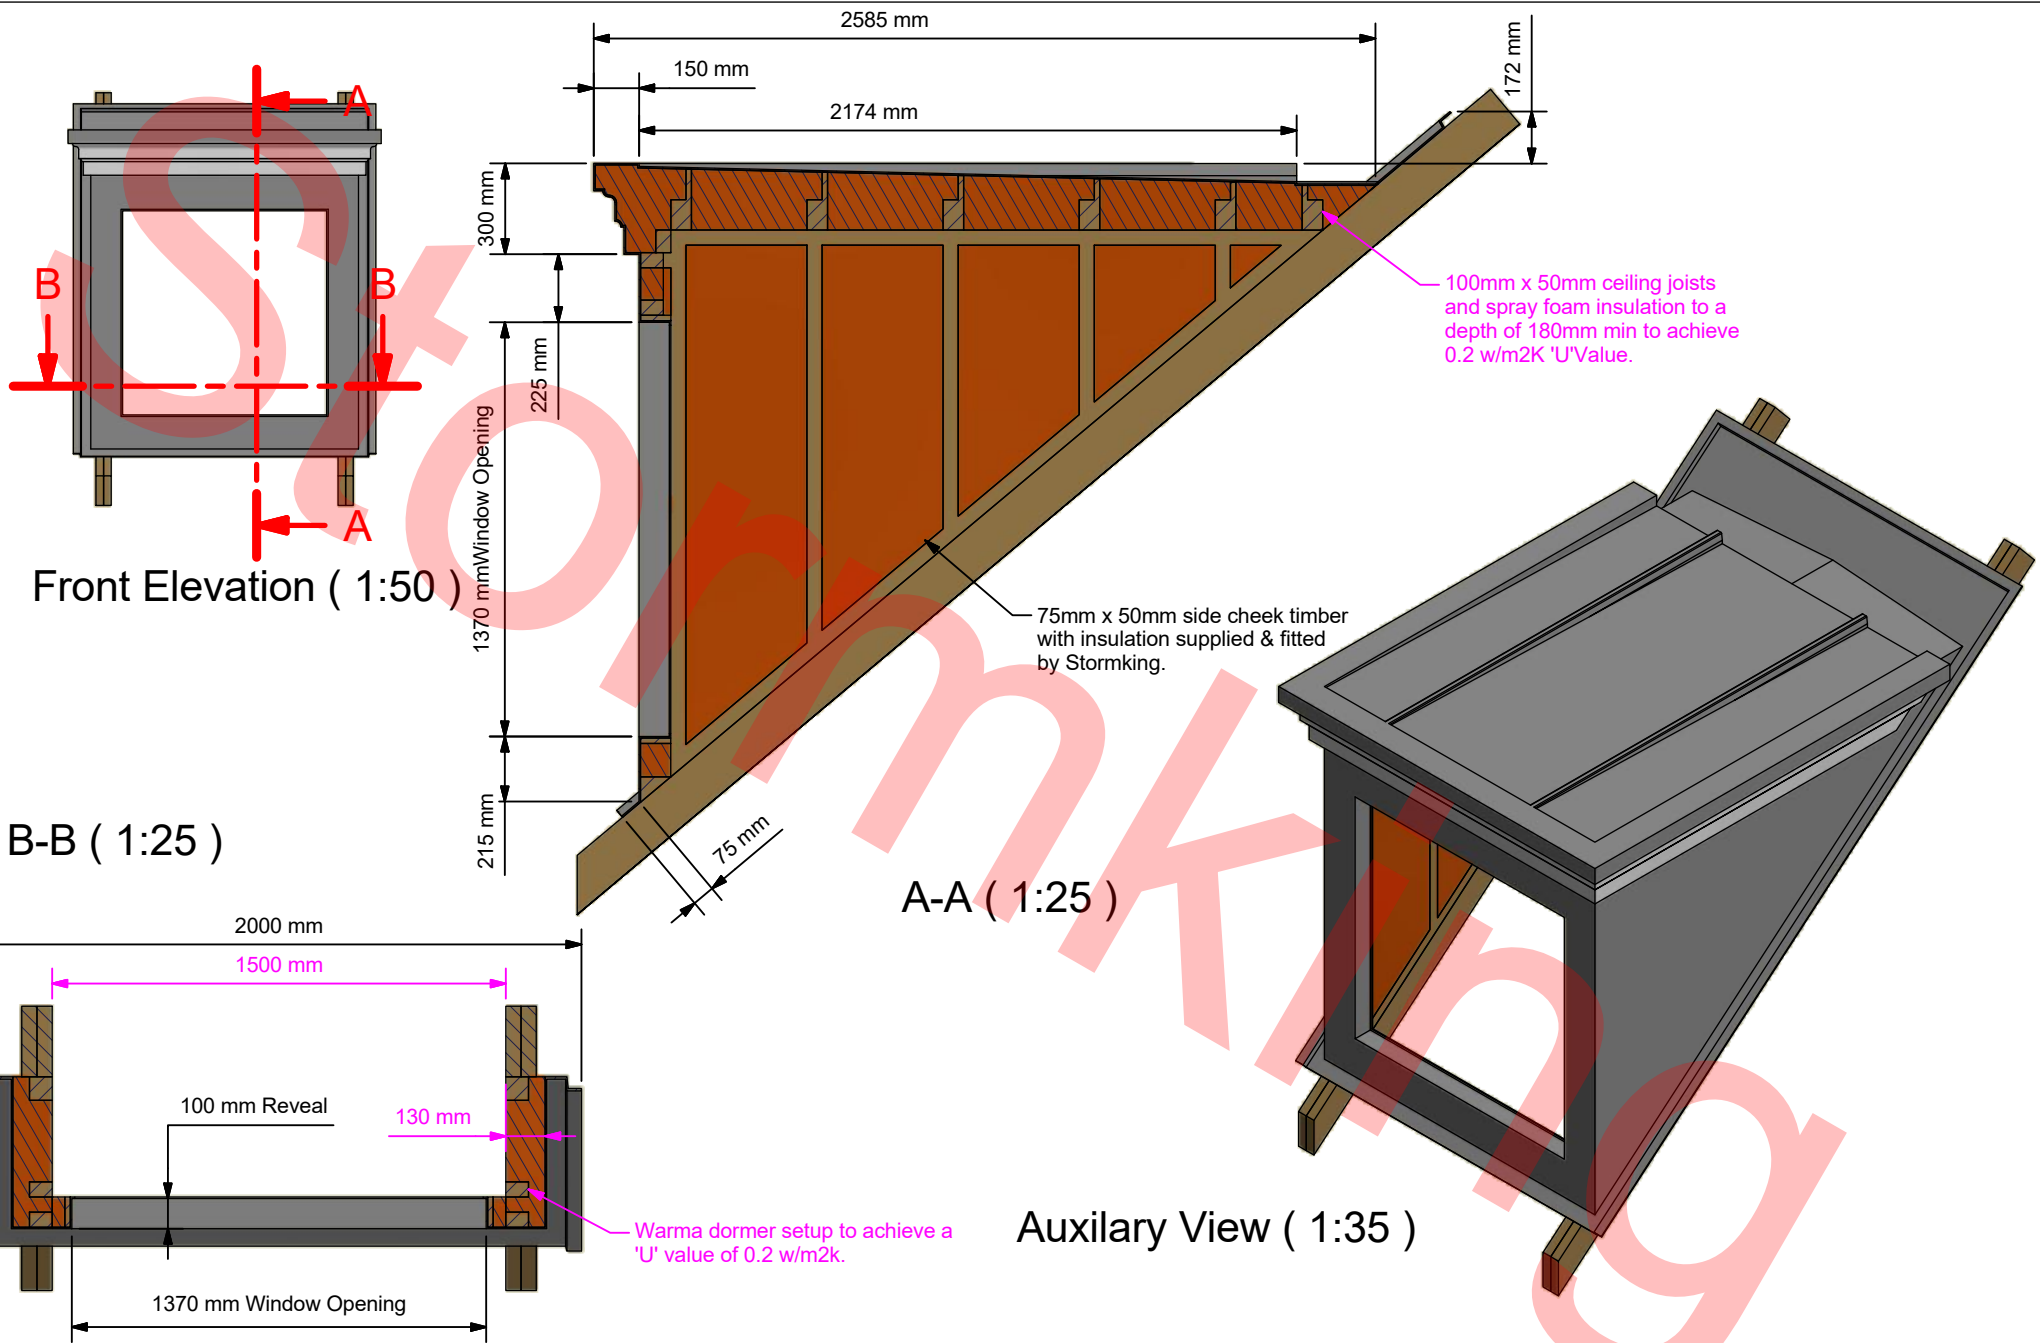 2585 mm
150 mm
2174 mm
172 mm
300 mm
225 mm
1370 mmWindow Opening
215 mm
75 mm
A
A
B
B
Front Elevation ( 1:50 )
100mm x 50mm ceiling joists
and spray foam insulation to a
depth of 180mm min to achieve
0.2 w/m2K 'U'Value.
75mm x 50mm side cheek timber
with insulation supplied & fitted
by Stormking.
B-B ( 1:25 )
A-A ( 1:25 )
2000 mm
1500 mm
100 mm Reveal
130 mm
Warma dormer setup to achieve a
'U' value of 0.2 w/m2k.
1370 mm Window Opening
Auxilary View ( 1:35 )
Stormking